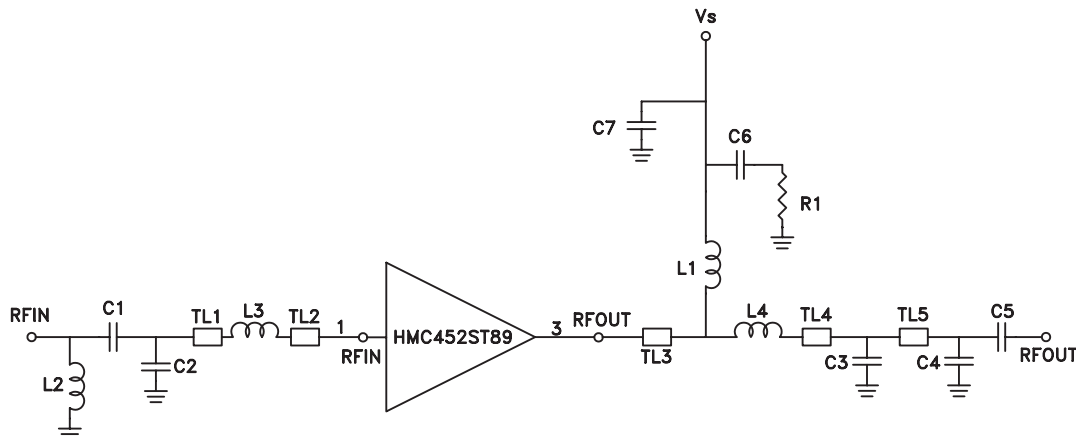 Vs
C7
C6
R1
L1
RFIN
C1
TL1
L3
TL2
1
RFIN
HMC452ST89
3
RFOUT
TL3
L4
TL4
TL5
C5
RFOUT
L2
C2
C3
C4